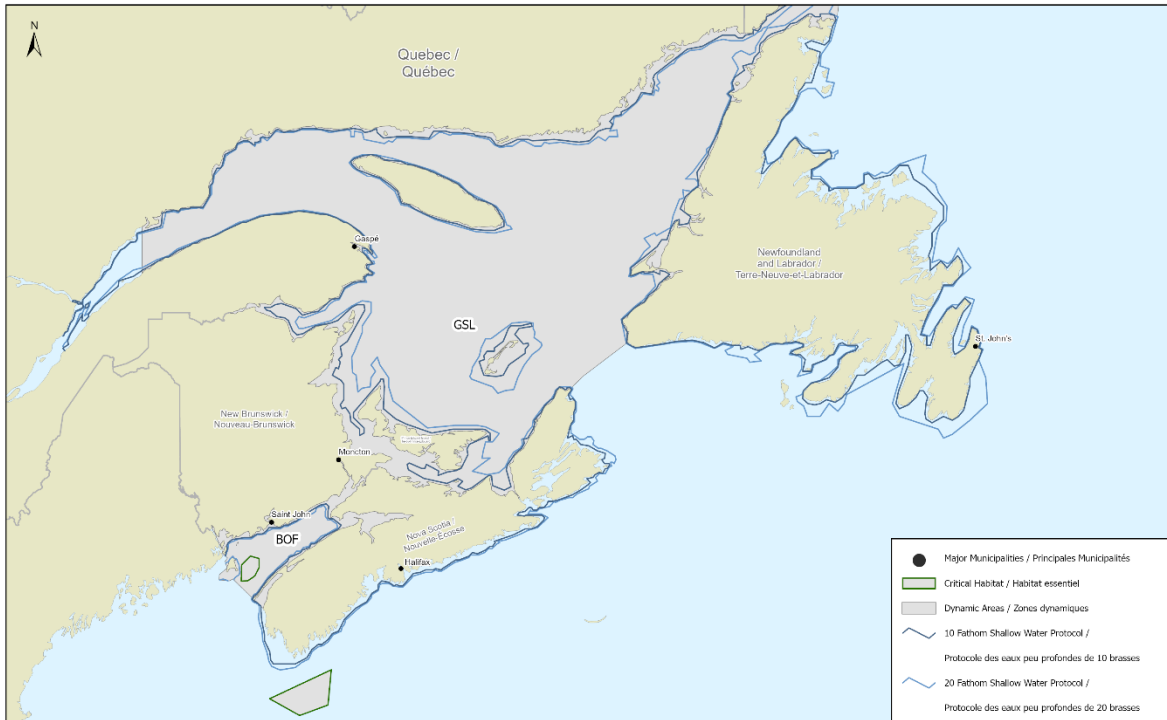 N
Quebec /
Québec
Gaspé
Newfoundland
and Labrador /
Terre-Neuve-et-Labrador
GSL
St. John's
New Brunswick /
Nouveau-Brunswick
Moncton
Saint John
BOF
Nova Scotia /
Nouvelle-Écosse
Halifax
Major Municipalities / Principales Municipalités
Critical Habitat / Habitat essentiel
Dynamic Areas / Zones dynamiques
10 Fathom Shallow Water Protocol /
Protocole des eaux peu profondes de 10 brasses
20 Fathom Shallow Water Protocol /
Protocole des eaux peu profondes de 20 brasses